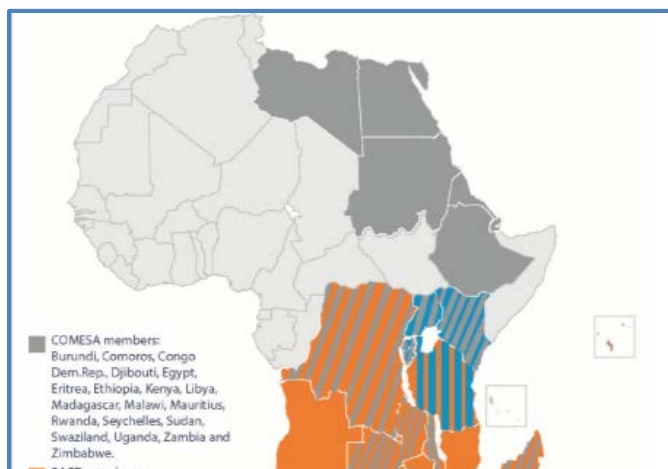 COMESA members:
Burundi, Comoros, Congo
Dem.Rep., Djibouti, Egypt,
Eritrea, Ethiopia, Kenya, Libya,
Madagascar, Malawi, Mauritius,
Rwanda, Seychelles, Sudan,
Swaziland, Uganda, Zambia and
Zimbabwe.